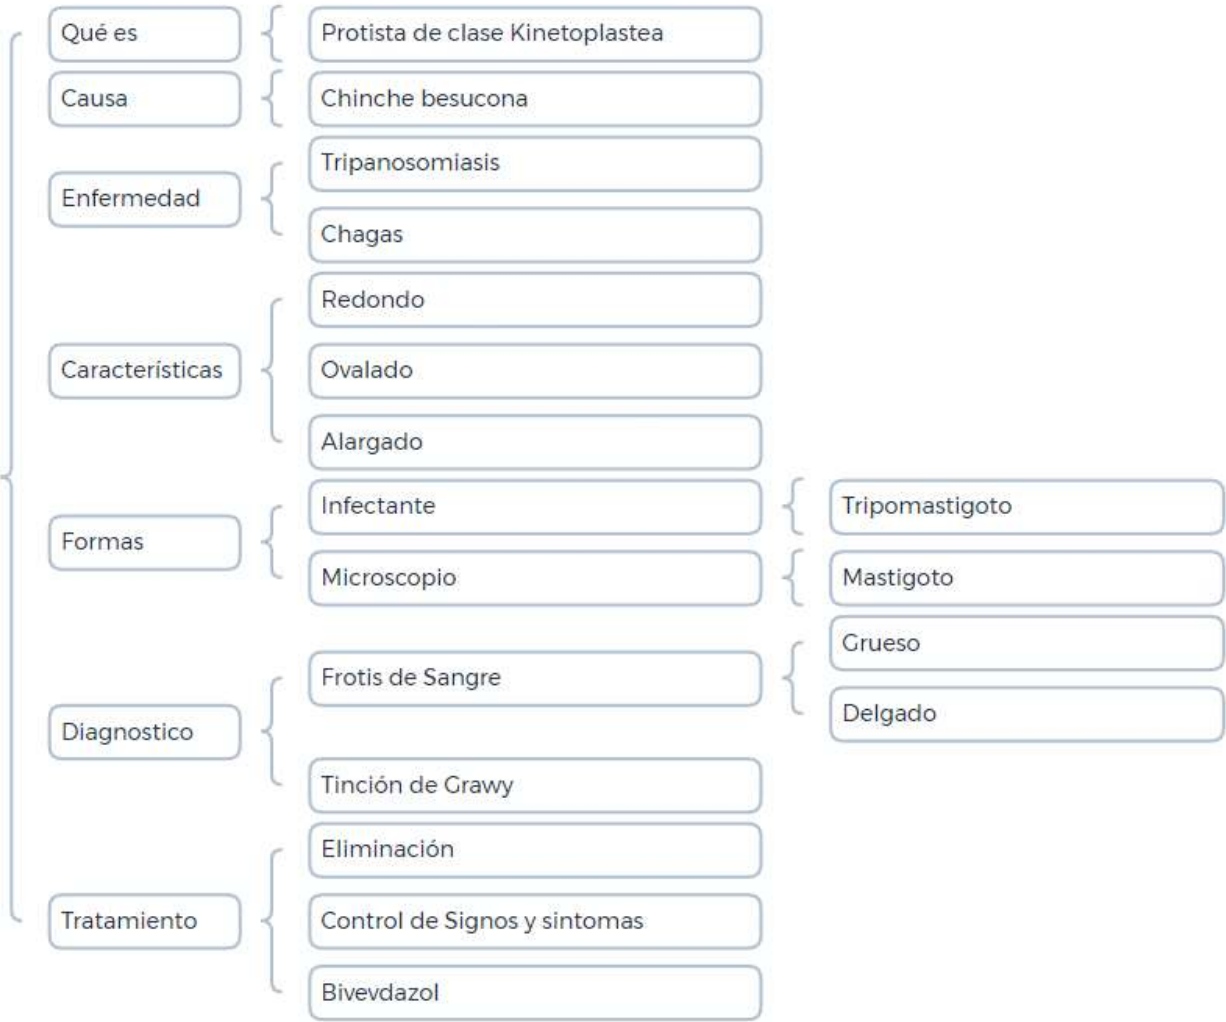 Qué es
Protista de clase Kinetoplastea
Causa
Chinche besucona
Enfermedad
Tripanosomiasis
Chagas
Características
Redondo
Ovalado
Alargado
Formas
Infectante
Tripomastigoto
Microscopio
Mastigoto
Diagnostico
Frotis de Sangre
Grueso
Delgado
Tinción de Grawy
Tratamiento
Eliminación
Control de Signos y sintomas
Bivevdazol